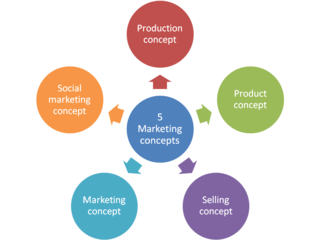 Production
concept
Social
marketing
concept
Product
concept
5
Marketing
concepts
Marketing
concept
Selling
concept